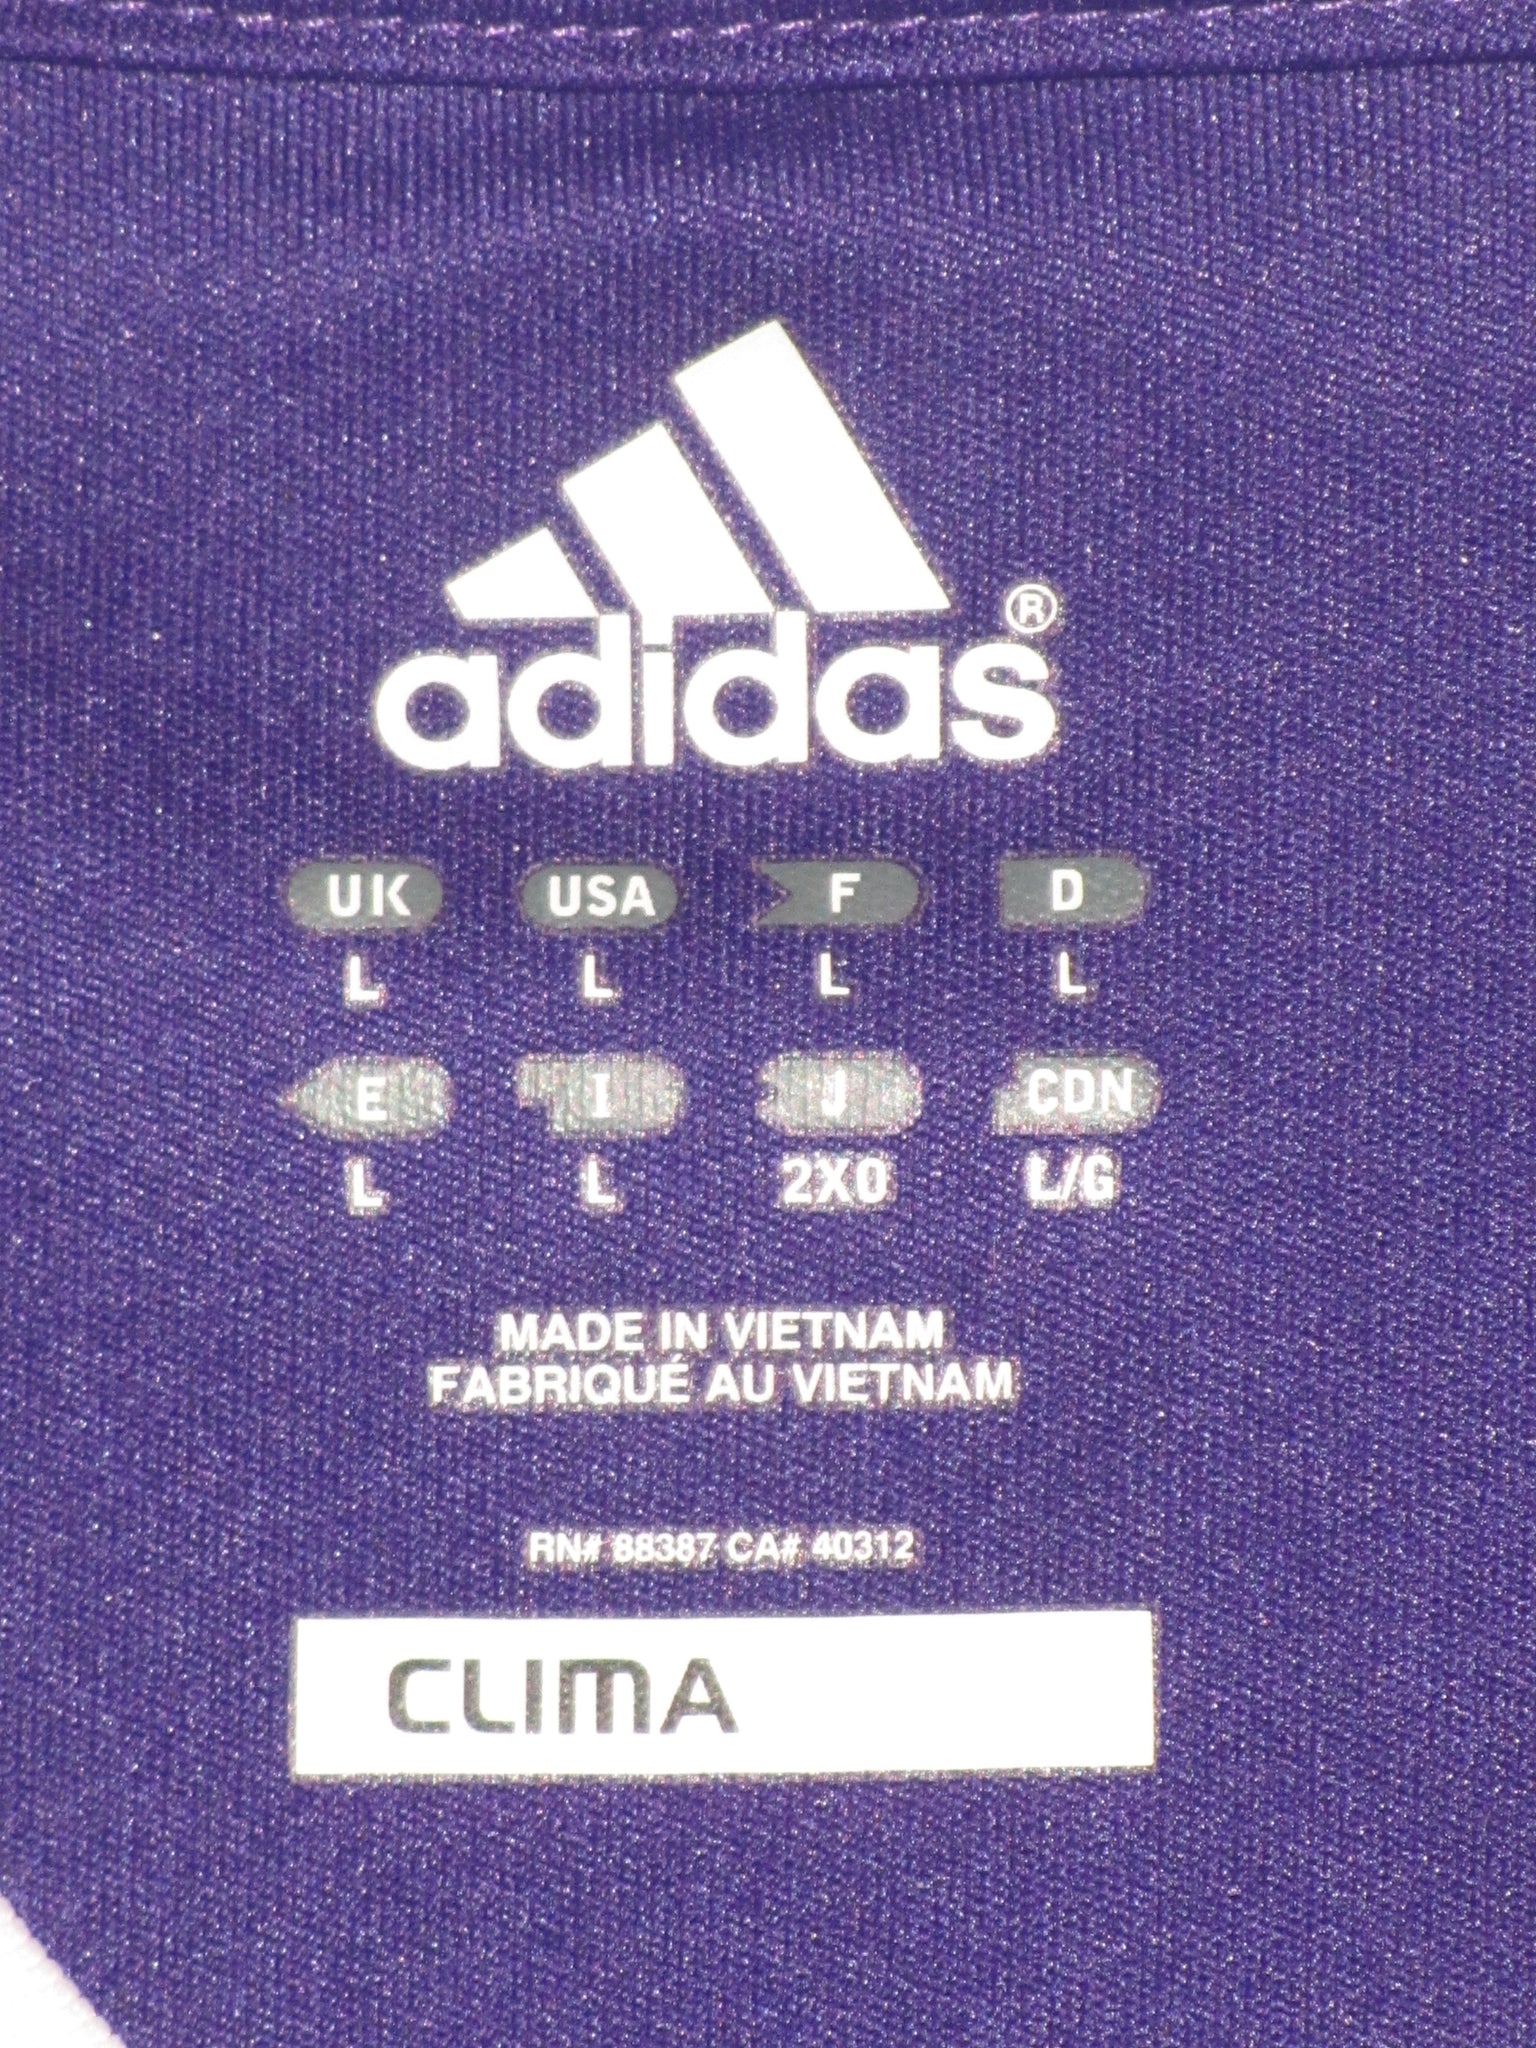 adidas®
UK USA F D
L L L L
E I J CDN
L L 2XO L/G
MADE IN VIETNAM
FABRIQUÉ AU VIETNAM
RN# 88387 CA# 40312
CLIMA